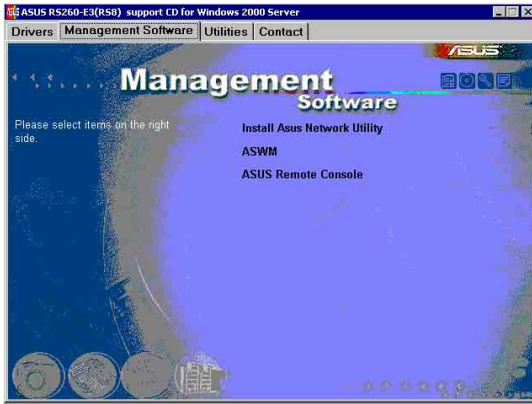 ASUS RS260-E3(RS8) support CD for Windows 2000 Server
Drivers Management Software Utilities Contact
ASUS
Management
Software
Please select items on the right
side.
Install Asus Network Utility
ASWM
ASUS Remote Console